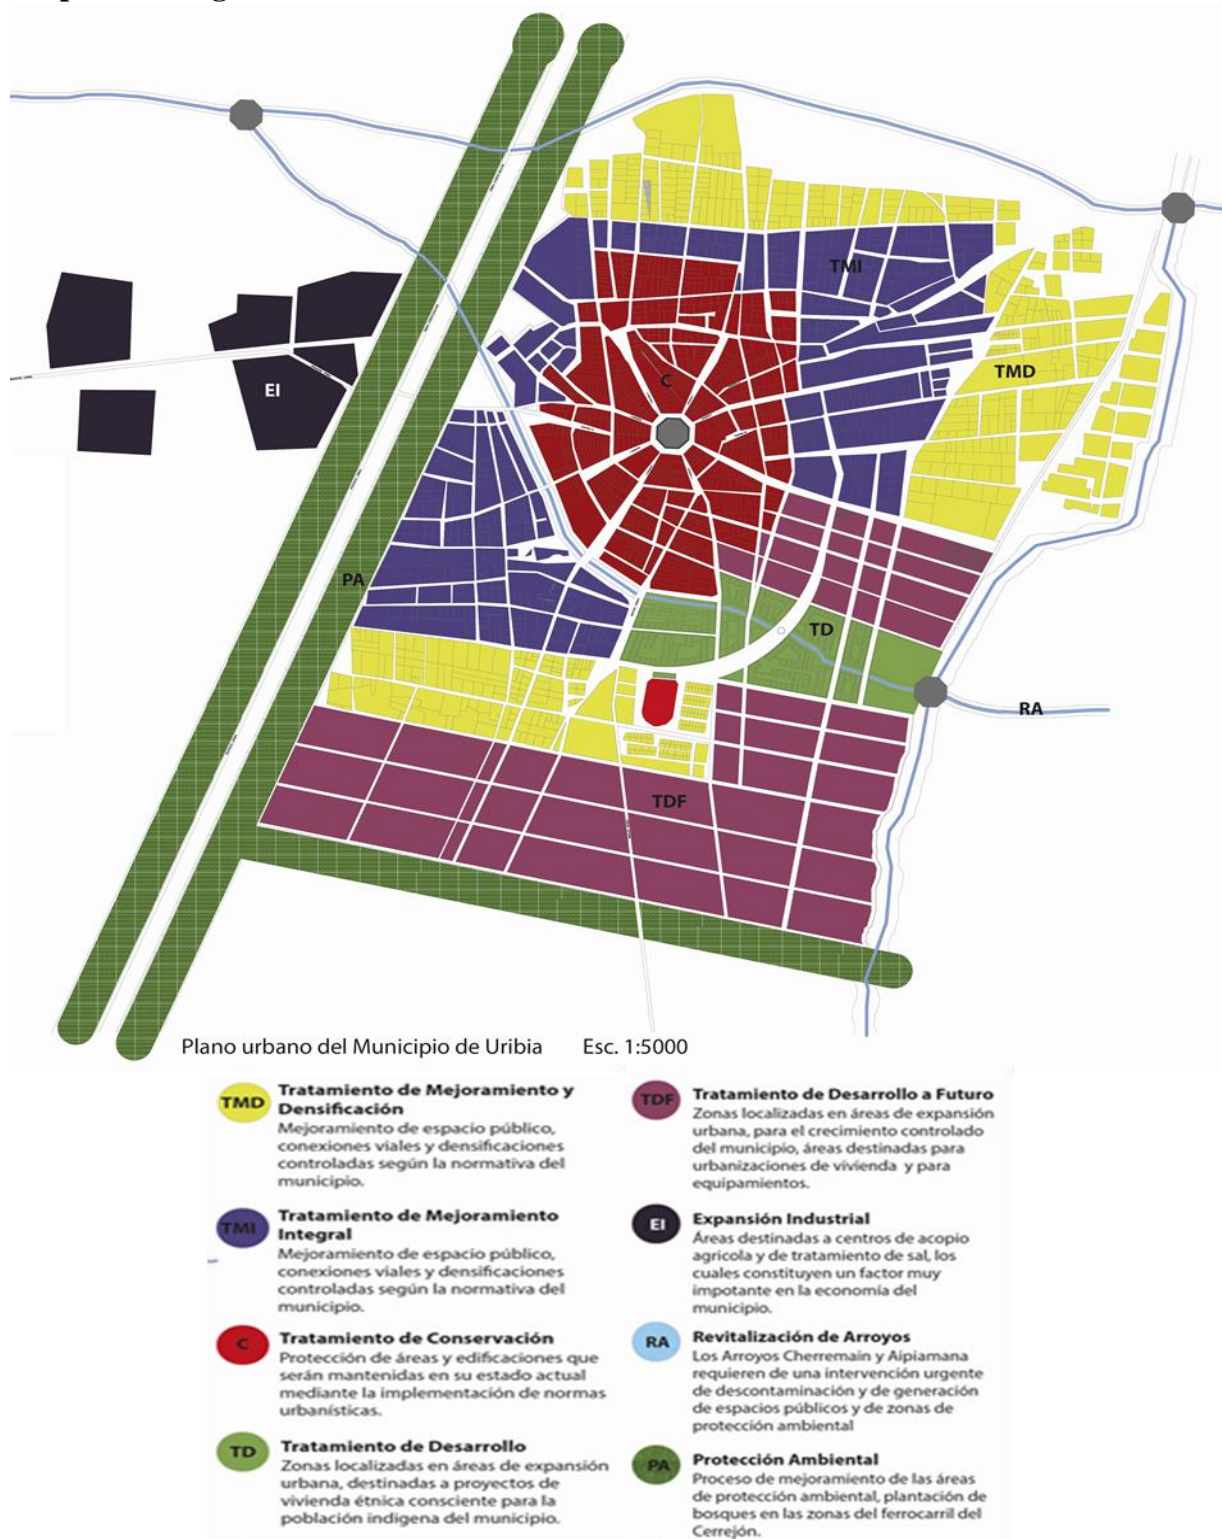 TMI
C
TMD
EI
PA
TD
RA
TDF
Plano urbano del Municipio de Uribia Esc. 1:5000
TMD
Tratamiento de Mejoramiento y
Densificación
Mejoramiento de espacio público,
conexiones viales y densificaciones
controladas según la normativa del
municipio.
TMI
Tratamiento de Mejoramiento
Integral
Mejoramiento de espacio público,
conexiones viales y densificaciones
controladas según la normativa del
municipio.
C
Tratamiento de Conservación
Protección de áreas y edificaciones que
serán mantenidas en su estado actual
mediante la implementación de normas
urbanísticas.
TD
Tratamiento de Desarrollo
Zonas localizadas en áreas de expansión
urbana, destinadas a proyectos de
vivienda étnica consciente para la
población indigena del municipio.
TDF
Tratamiento de Desarrollo a Futuro
Zonas localizadas en áreas de expansión
urbana, para el crecimiento controlado
del municipio, áreas destinadas para
urbanizaciones de vivienda y para
equipamientos.
EI
Expansión Industrial
Áreas destinadas a centros de acopio
agrícola y de tratamiento de sal, los
cuales constituyen un factor muy
impotante en la economía del
municipio.
RA
Revitalización de Arroyos
Los Arroyos Cherremain y Aipiamana
requieren de una intervención urgente
de descontaminación y de generación
de espacios públicos y de zonas de
protección ambiental
PA
Protección Ambiental
Proceso de mejoramiento de las áreas
de protección ambiental, plantación de
bosques en las zonas del ferrocarril del
Cerrejón.